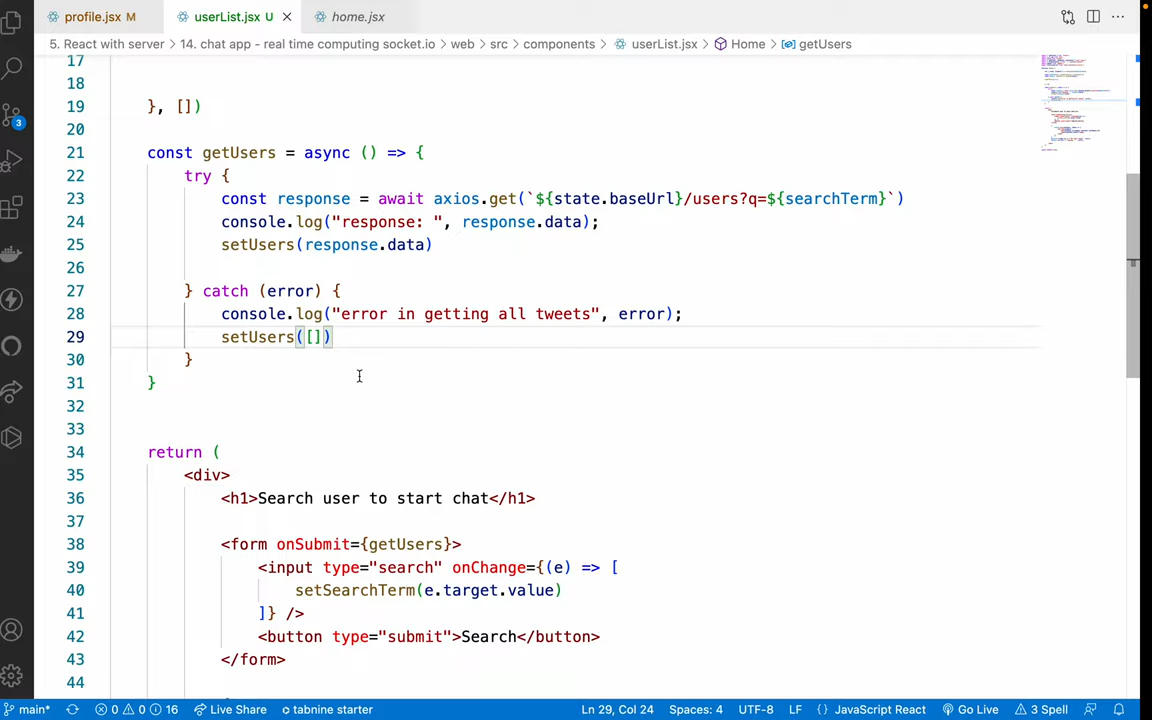 profile.jsx M
userList.jsx U
home.jsx
5. React with server > 14. chat app - real time computing socket.io > web > src > components > userList.jsx > Home > getUsers
17
18
19 }, [])
20
21 const getUsers = async () => {
22 try {
23 const response = await axios.get(`${state.baseUrl}/users?q=${searchTerm}`)
24 console.log("response: ", response.data);
25 setUsers(response.data)
26
27 } catch (error) {
28 console.log("error in getting all tweets", error);
29 setUsers([])
30 }
31 }
32
33
34 return (
35 <div>
36 <h1>Search user to start chat</h1>
37
38 <form onSubmit={getUsers}>
39 <input type="search" onChange={(e) => [
40 setSearchTerm(e.target.value)
41 ]} />
42 <button type="submit">Search</button>
43 </form>
44
3
main* 0 0 16 Live Share tabnine starter Ln 29, Col 24 Spaces: 4 UTF-8 LF {} JavaScript React Go Live 3 Spell